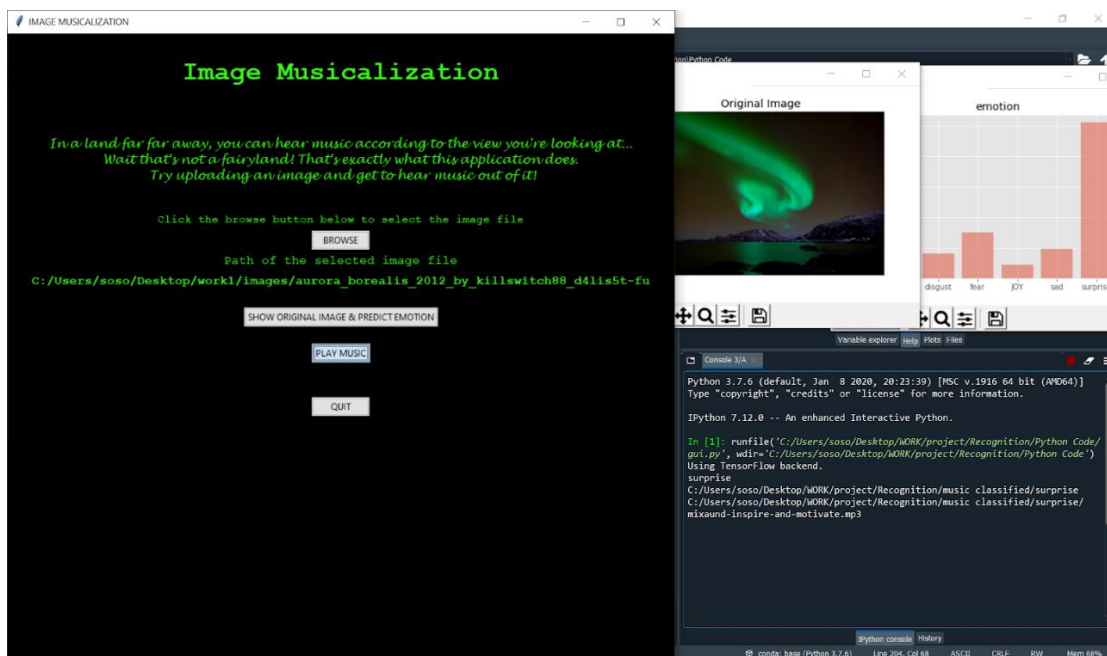 IMAGE MUSICALIZATION
Image Musicalization
In a land far far away, you can hear music according to the view you're looking at...
Wait that's not a fairyland! That's exactly what this application does.
Try uploading an image and get to hear music out of it!
Click the browse button below to select the image file
BROWSE
Path of the selected image file
C:/Users/soso/Desktop/work1/images/aurora_borealis_2012_by_killswitch88_d4lis5t-fu
SHOW ORIGINAL IMAGE & PREDICT EMOTION
PLAY MUSIC
QUIT
\Python Code
Original Image
emotion
disgust fear JOY sad surprise
Variable explorer Help Plots Files
Console 3/A
Python 3.7.6 (default, Jan 8 2020, 20:23:39) [MSC v.1916 64 bit (AMD64)]
Type "copyright", "credits" or "license" for more information.
IPython 7.12.0 -- An enhanced Interactive Python.
In [1]: runfile('C:/Users/soso/Desktop/WORK/project/Recognition/Python Code/
gui.py', wdir='C:/Users/soso/Desktop/WORK/project/Recognition/Python Code')
Using TensorFlow backend.
surprise
C:/Users/soso/Desktop/WORK/project/Recognition/music classified/surprise
C:/Users/soso/Desktop/WORK/project/Recognition/music classified/surprise/
mixaund-inspire-and-motivate.mp3
IPython console History
conda: base (Python 3.7.6) Line 204, Col 68 ASCII CRLF RW Mem 68%